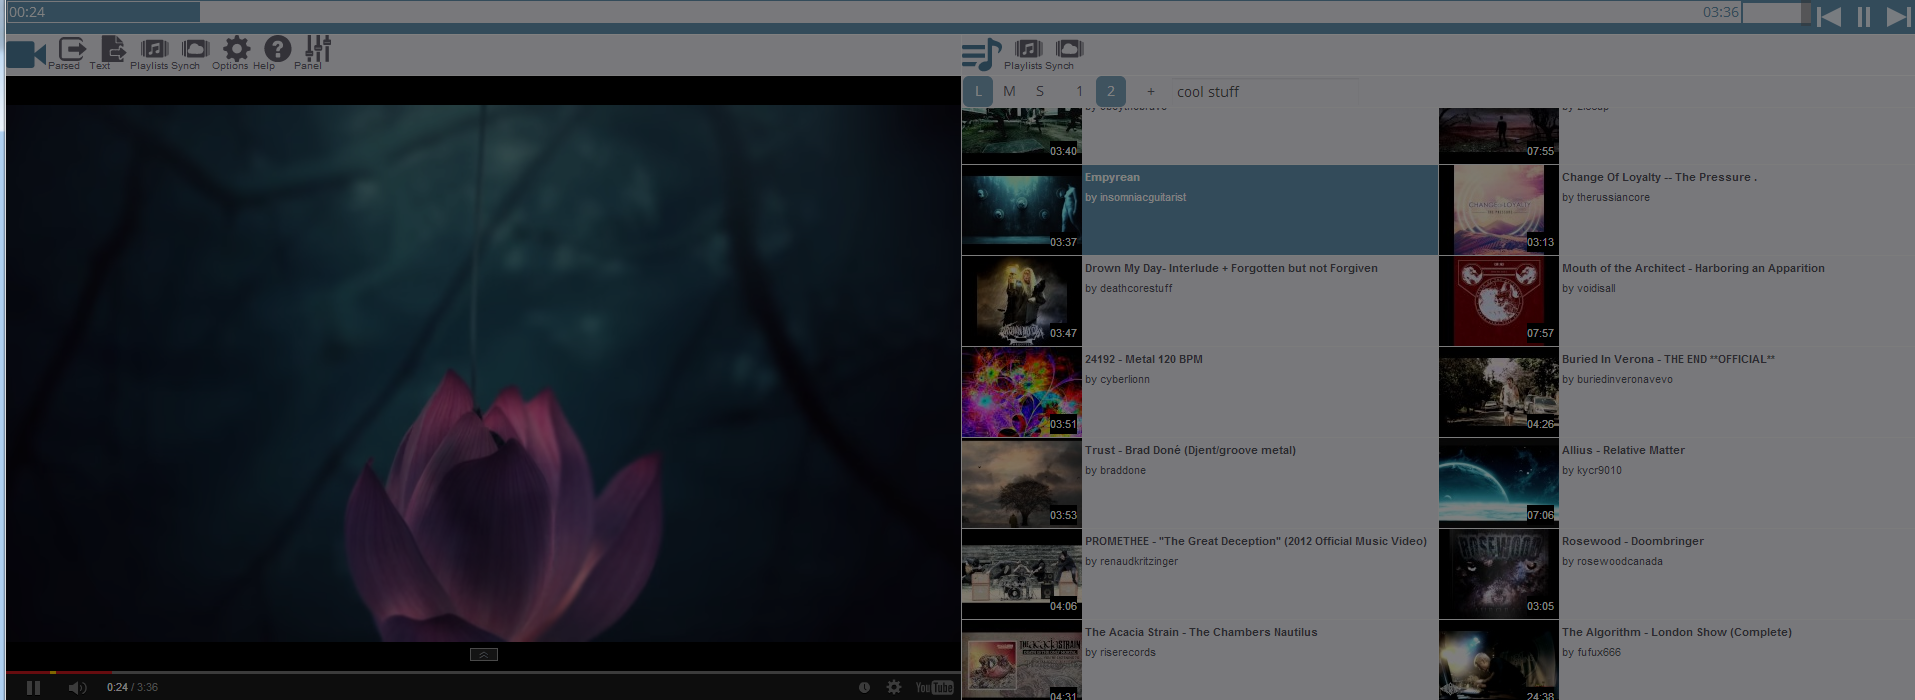 00:24
03:36
Parsed Text Playlists Synch Options Help Panel
Playlists Synch
L M S 1 2 + cool stuff
03:40
07:55
Empyrean
by insomniacguitarist
03:37
Change Of Loyalty -- The Pressure .
by therussiancore
CHANGE OF LOYALTY
03:13
Drown My Day- Interlude + Forgotten but not Forgiven
by deathcorestuff
03:47
Mouth of the Architect - Harboring an Apparition
by voidisall
07:57
24192 - Metal 120 BPM
by cyberlionn
03:51
Buried In Verona - THE END **OFFICIAL**
by buriedinveronavevo
04:26
Trust - Brad Donè (Djent/groove metal)
by braddone
03:53
Allius - Relative Matter
by kycr9010
07:06
PROMETHEE - "The Great Deception" (2012 Official Music Video)
by renaudkritzinger
04:06
Rosewood - Doombringer
by rosewoodcanada
ROSEWOOD
03:05
The Acacia Strain - The Chambers Nautilus
by riserecords
04:31
The Algorithm - London Show (Complete)
by fufux666
24:38
0:24 / 3:36
YouTube